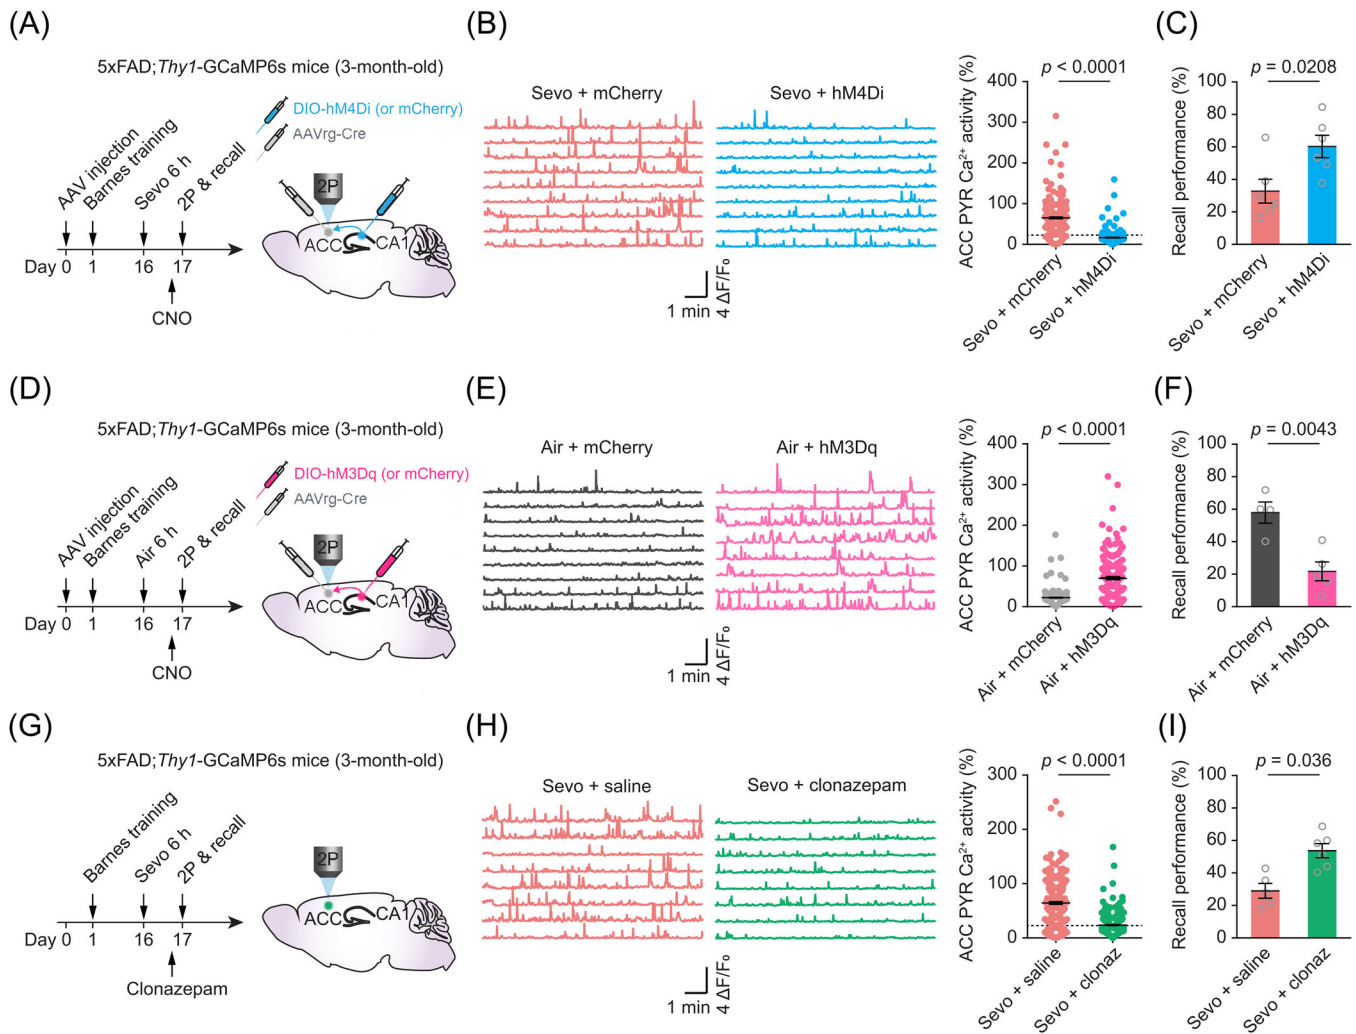 (A)
5xFAD;Thy1-GCaMP6s mice (3-month-old)
DIO-hM4Di (or mCherry)
AAVrg-Cre
AAV injection
Barnes training
Sevo 6 h
2P & recall
2P
ACC
CA1
Day 0 1 16 17
CNO
(B)
Sevo + mCherry
Sevo + hM4Di
1 min
4 ΔF/F₀
ACC PYR Ca²⁺ activity (%)
p < 0.0001
400
300
200
100
0
Sevo + mCherry
Sevo + hM4Di
(C)
Recall performance (%)
p = 0.0208
100
80
60
40
20
0
Sevo + mCherry
Sevo + hM4Di
(D)
5xFAD;Thy1-GCaMP6s mice (3-month-old)
DIO-hM3Dq (or mCherry)
AAVrg-Cre
AAV injection
Barnes training
Air 6 h
2P & recall
2P
ACC
CA1
Day 0 1 16 17
CNO
(E)
Air + mCherry
Air + hM3Dq
1 min
4 ΔF/F₀
ACC PYR Ca²⁺ activity (%)
p < 0.0001
400
300
200
100
0
Air + mCherry
Air + hM3Dq
(F)
Recall performance (%)
p = 0.0043
100
80
60
40
20
0
Air + mCherry
Air + hM3Dq
(G)
5xFAD;Thy1-GCaMP6s mice (3-month-old)
Barnes training
Sevo 6 h
2P & recall
2P
ACC
CA1
Day 0 1 16 17
Clonazepam
(H)
Sevo + saline
Sevo + clonazepam
1 min
4 ΔF/F₀
ACC PYR Ca²⁺ activity (%)
p < 0.0001
300
200
100
0
Sevo + saline
Sevo + clonaz
(I)
Recall performance (%)
p = 0.036
100
80
60
40
20
0
Sevo + saline
Sevo + clonaz